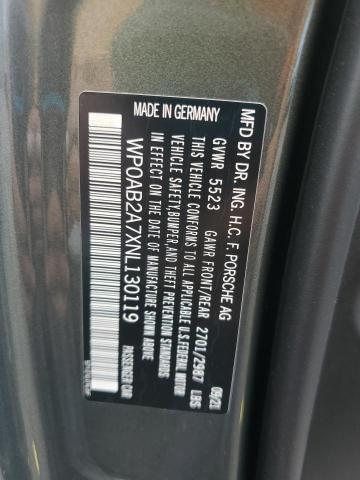 MFD BY DR. ING. H.C. F. PORSCHE AG
GVWR 5523 GAWR FRONT/REAR 2701/2987 LBS
THIS VEHICLE CONFORMS TO ALL APPLICABLE U.S.FEDERAL MOTOR
VEHICLE SAFETY,BUMPER,AND THEFT PREVENTION STANDARDS
IN EFFECT ON THE DATE OF MANUFACTURE SHOWN ABOVE.
WP0AB2A7XNL130119 PASSENGER CAR
MADE IN GERMANY
09/21